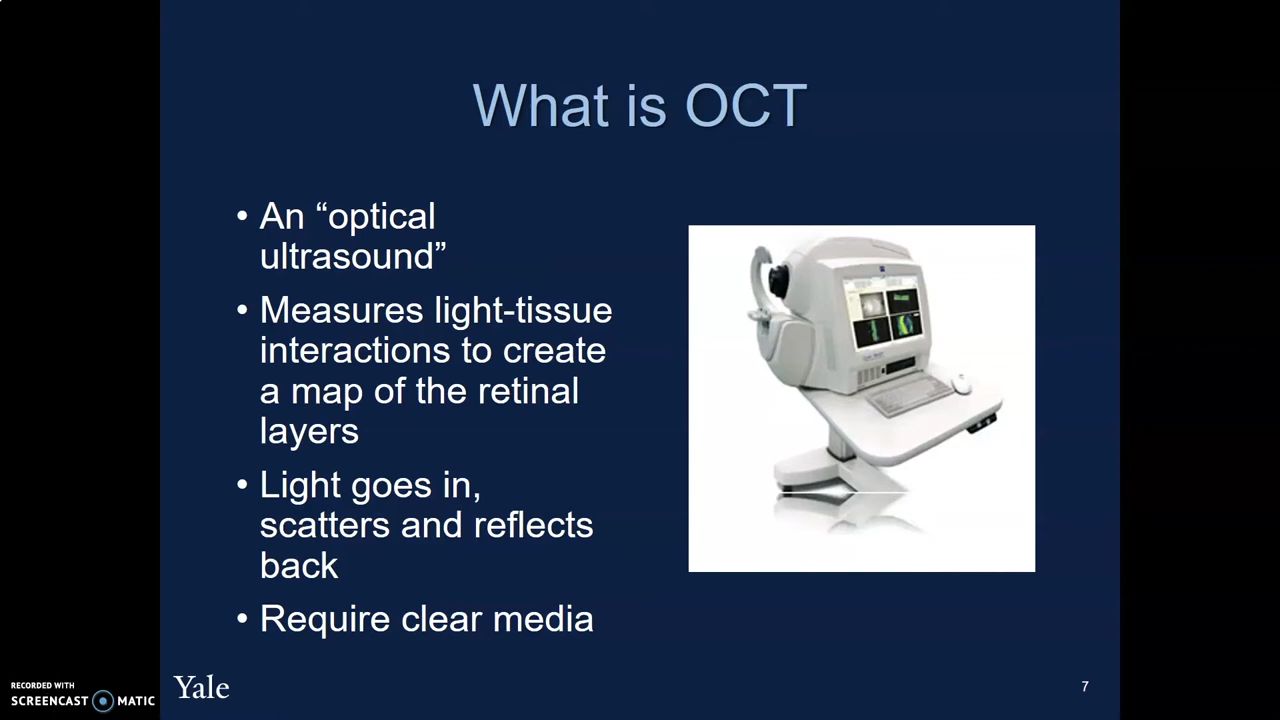 What is OCT
• An “optical
ultrasound”
• Measures light-tissue
interactions to create
a map of the retinal
layers
• Light goes in,
scatters and reflects
back
• Require clear media
RECORDED WITH
SCREENCAST MATIC
Yale
7